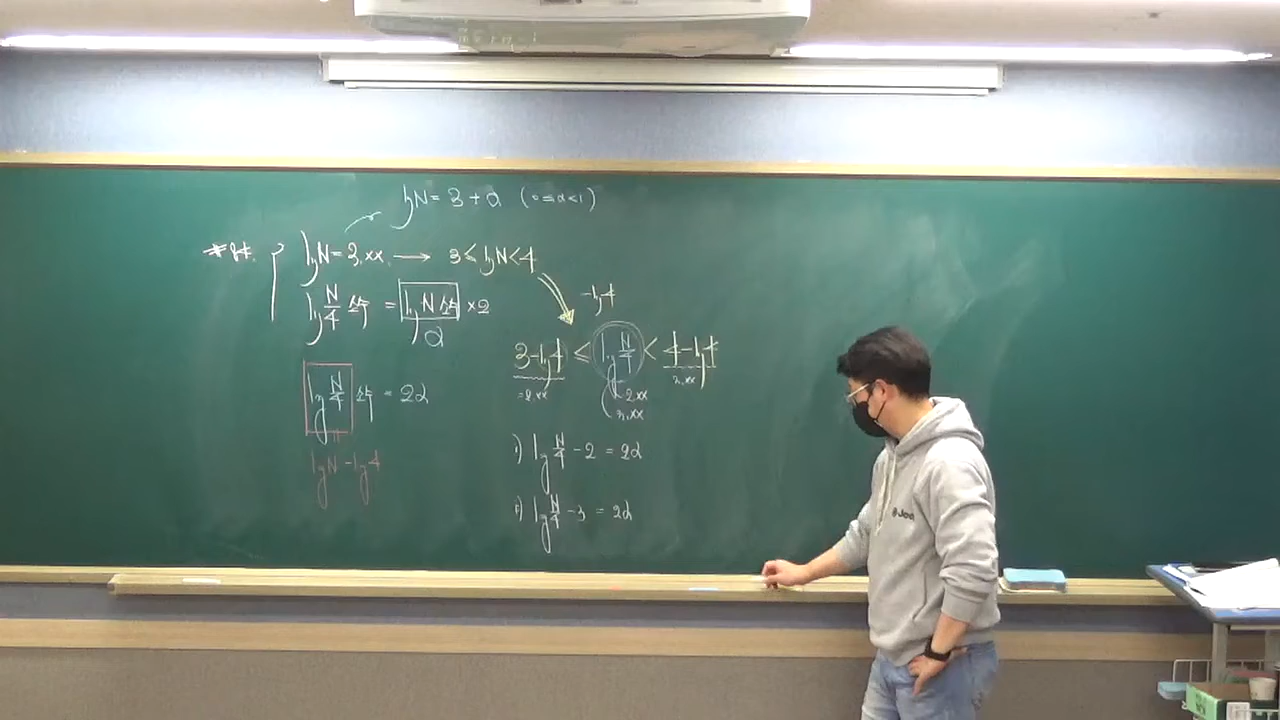 log N = 3 + α (0 ≤ α < 1)
log N = 3.xx → 3 ≤ log N < 4
log N/4 소수 = log N 소수 × 2
α
-log 4
3 - log 4 ≤ log N/4 < 4 - log 4
= 2.xx
3.xx
2.xx
3.xx
log N/4 소수 = 2α
log N - log 4
i) log N/4 - 2 = 2α
ii) log N/4 - 3 = 2α